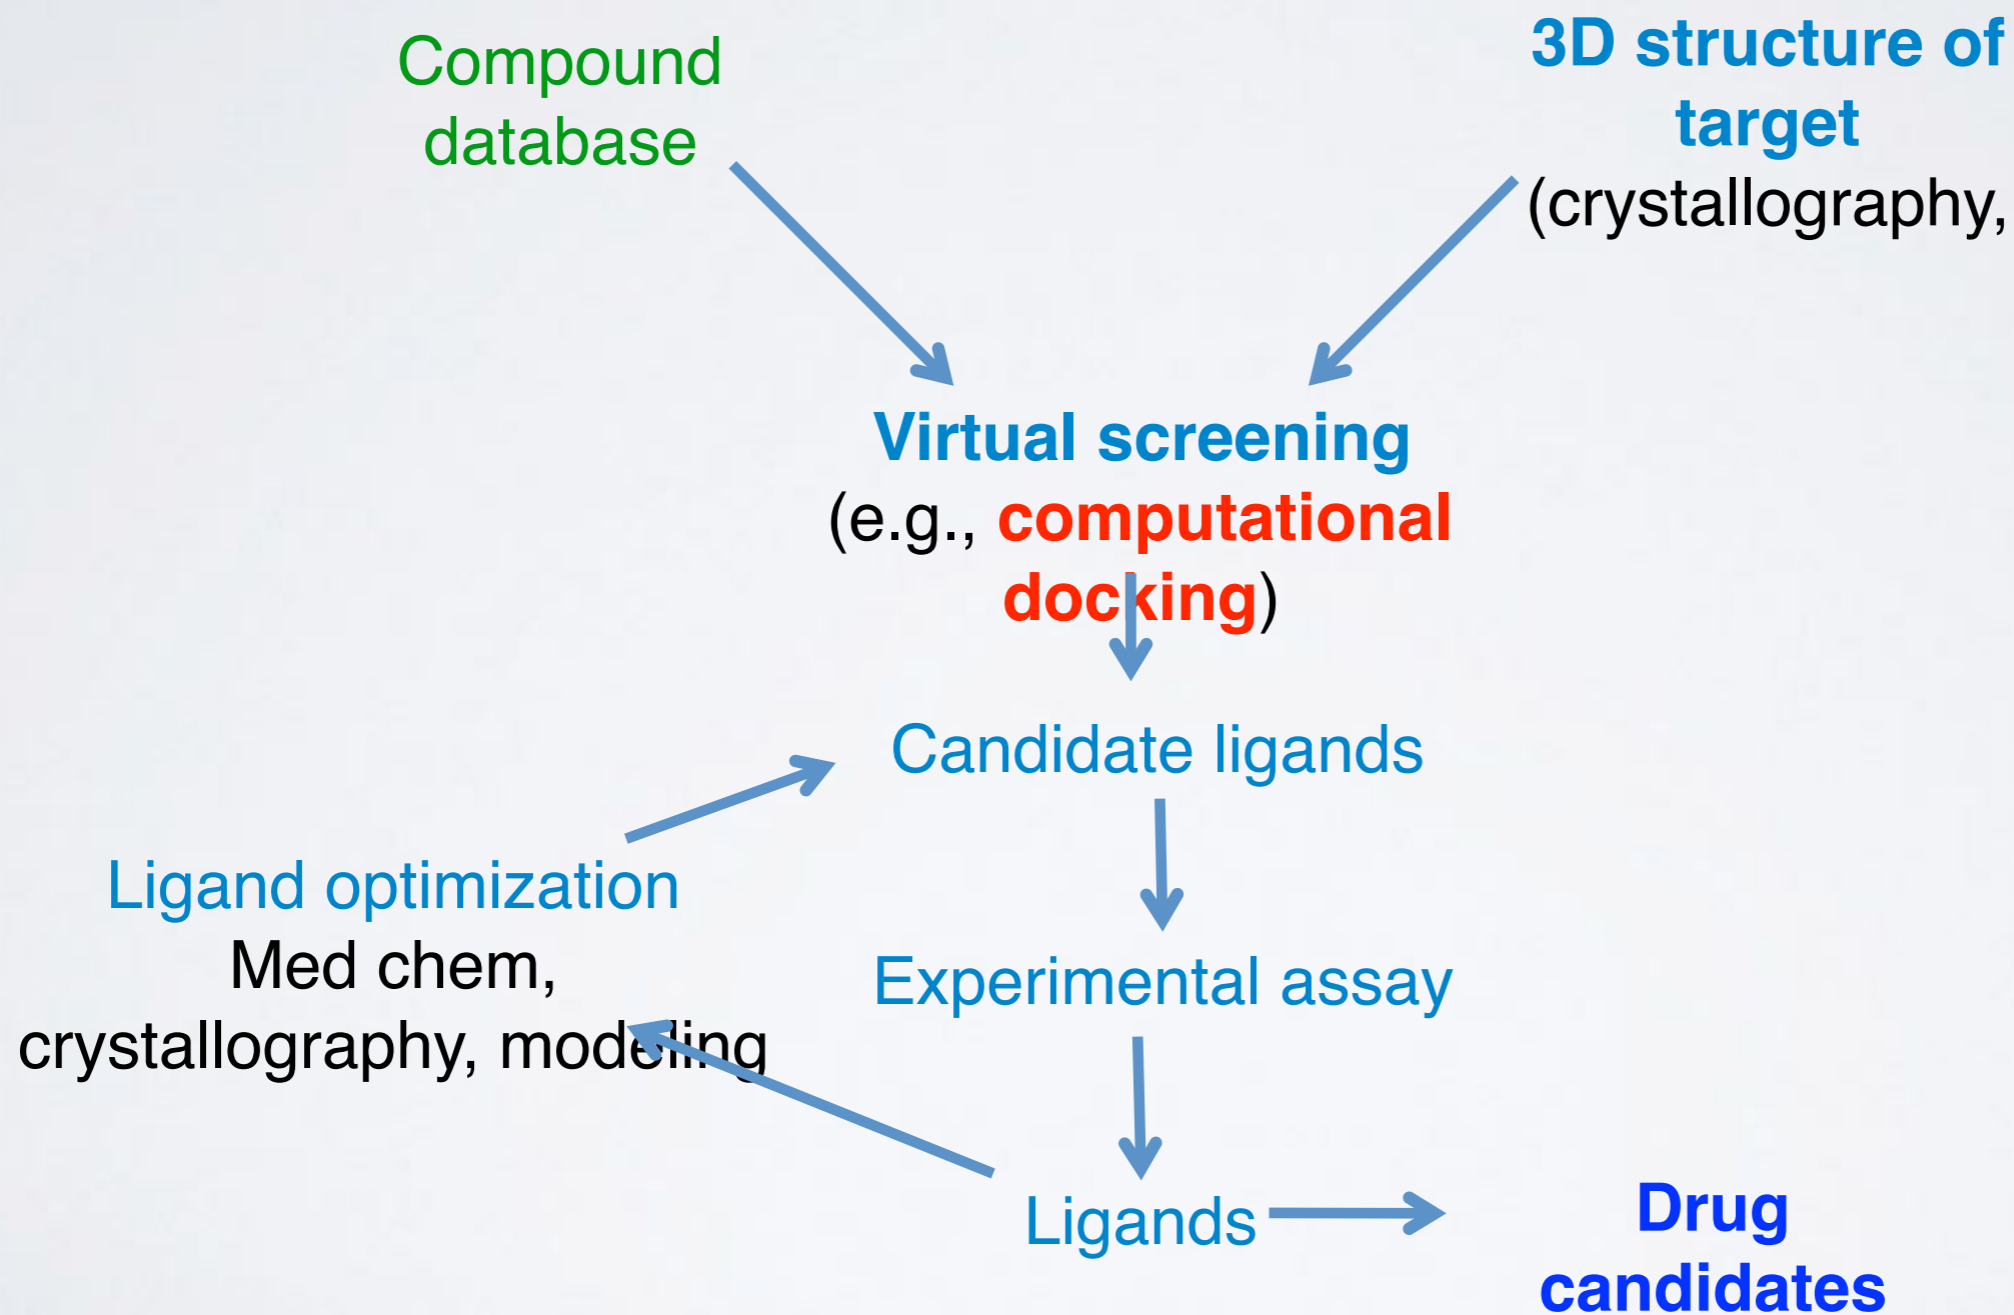 Compound
database
3D structure of
target
(crystallography,
Virtual screening
(e.g., computational
docking)
Candidate ligands
Ligand optimization
Med chem,
crystallography, modeling
Experimental assay
Ligands
Drug
candidates